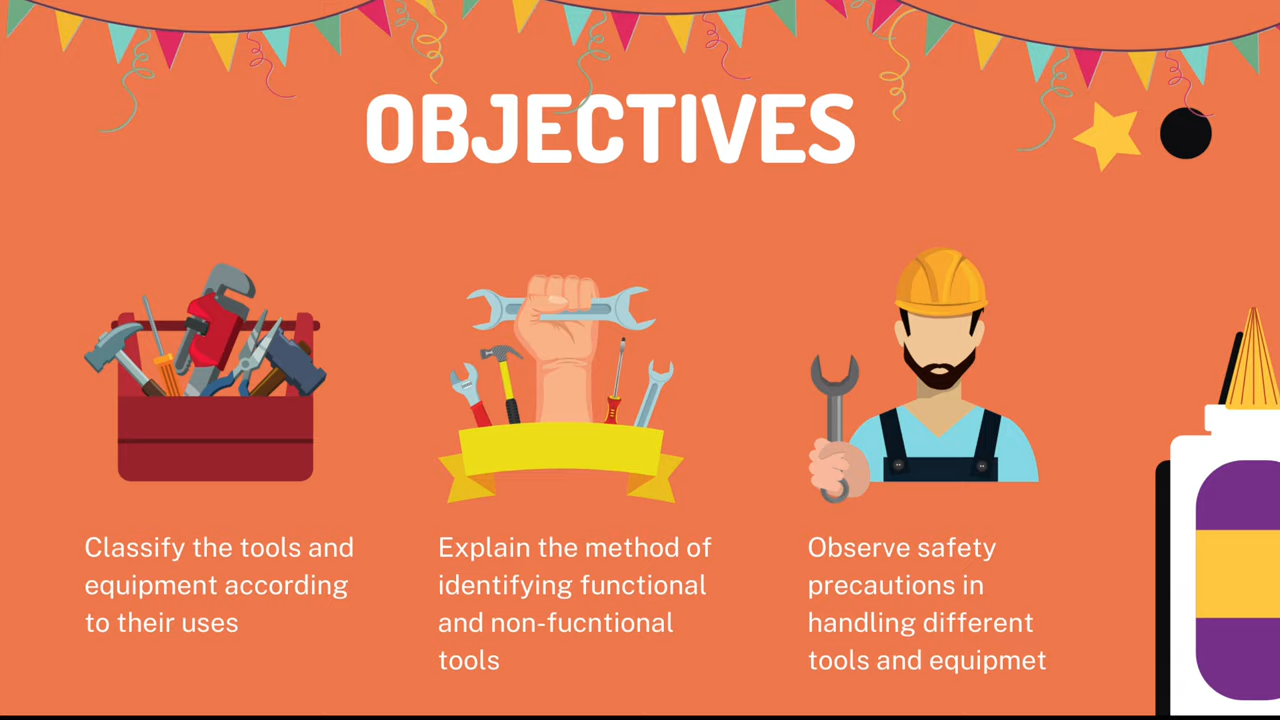 OBJECTIVES
Classify the tools and
equipment according
to their uses
Explain the method of
identifying functional
and non-fucntional
tools
Observe safety
precautions in
handling different
tools and equipmet